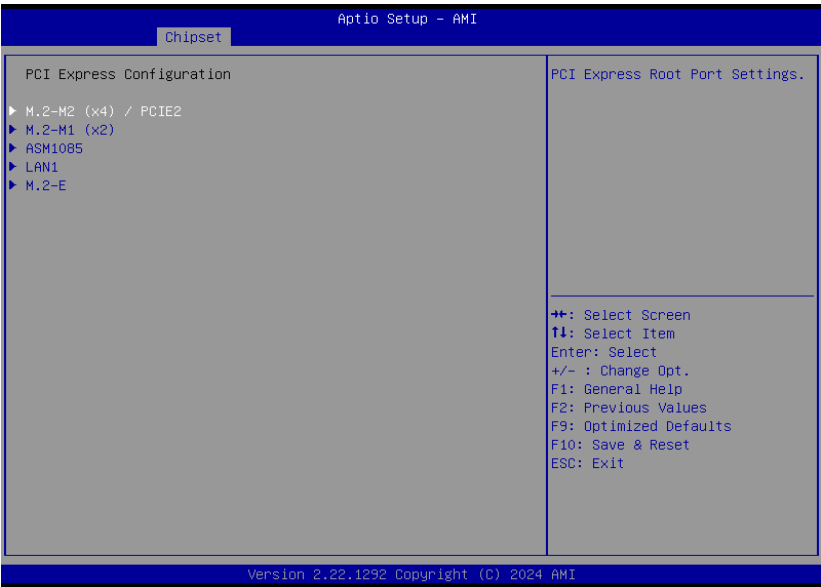 Aptio Setup – AMI
Chipset
PCI Express Configuration
▶ M.2–M2 (x4) / PCIE2
▶ M.2–M1 (x2)
▶ ASM1085
▶ LAN1
▶ M.2–E
PCI Express Root Port Settings.
→←: Select Screen
↑↓: Select Item
Enter: Select
+/– : Change Opt.
F1: General Help
F2: Previous Values
F9: Optimized Defaults
F10: Save & Reset
ESC: Exit
Version 2.22.1292 Copyright (C) 2024 AMI